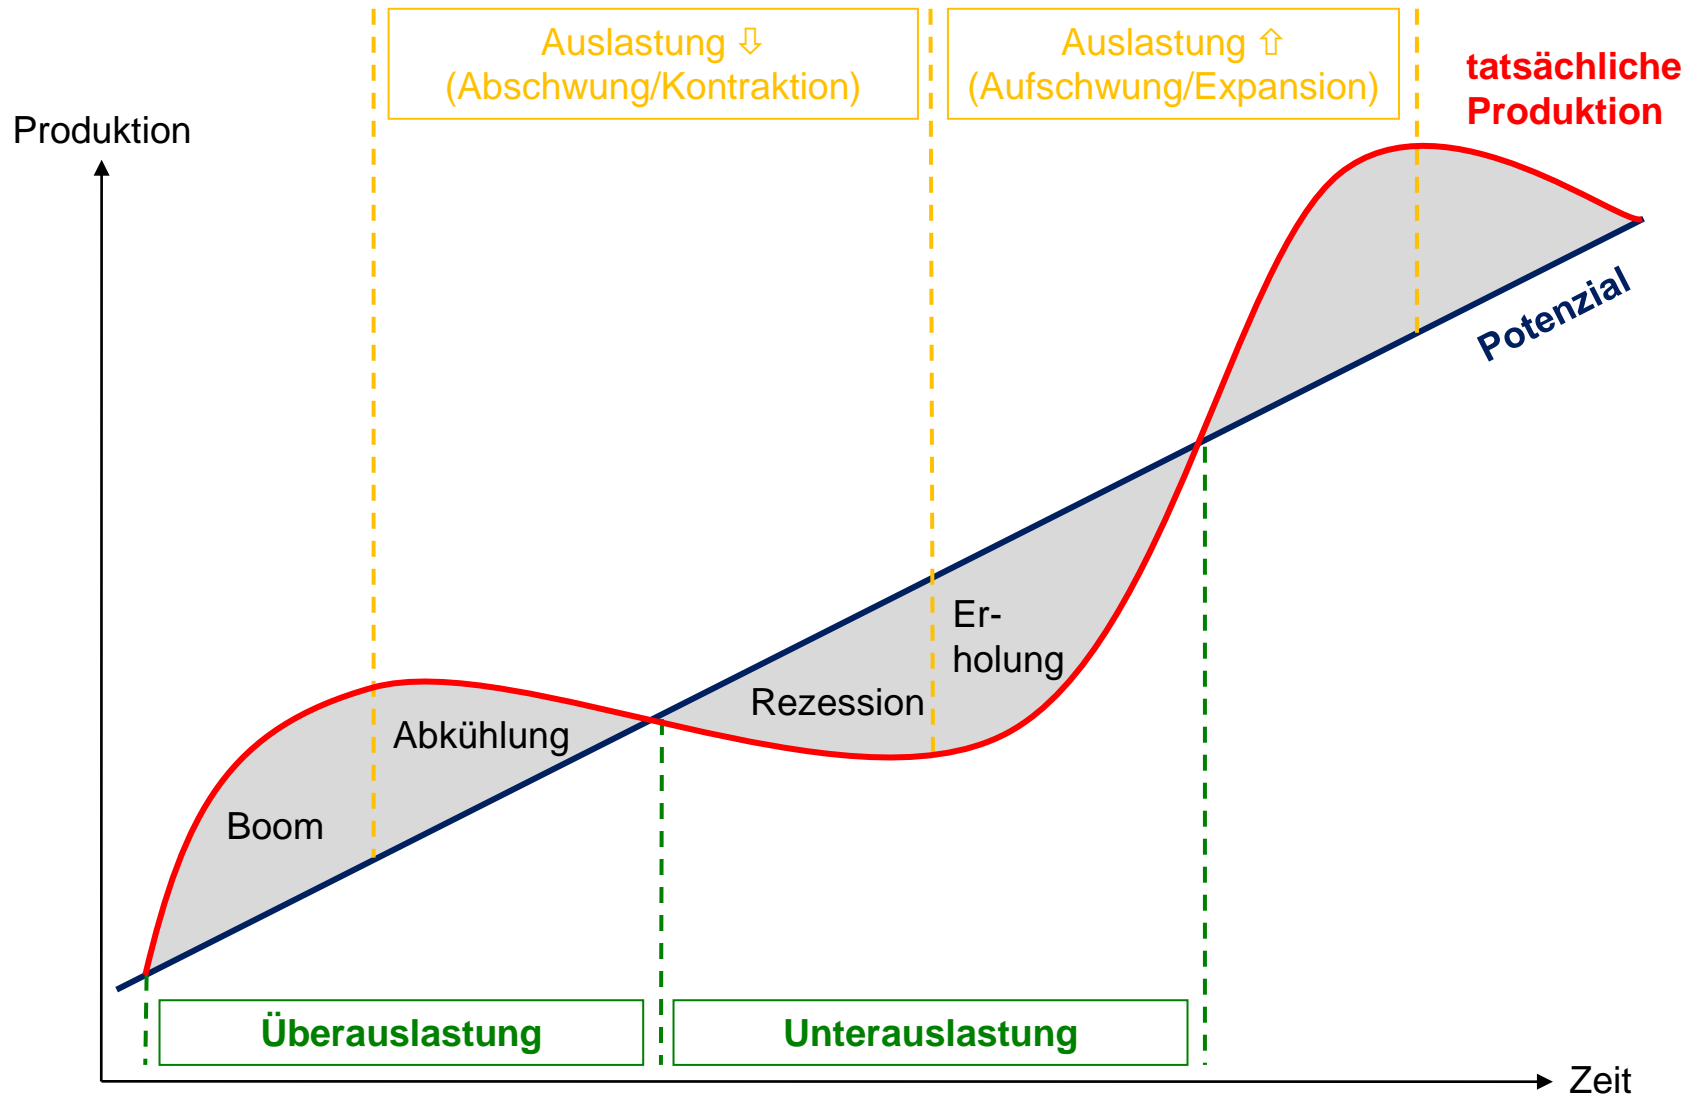 Auslastung ⇩
(Abschwung/Kontraktion)
Auslastung ⇧
(Aufschwung/Expansion)
tatsächliche
Produktion
Produktion
Potenzial
Er-
holung
Rezession
Abkühlung
Boom
Überauslastung
Unterauslastung
Zeit